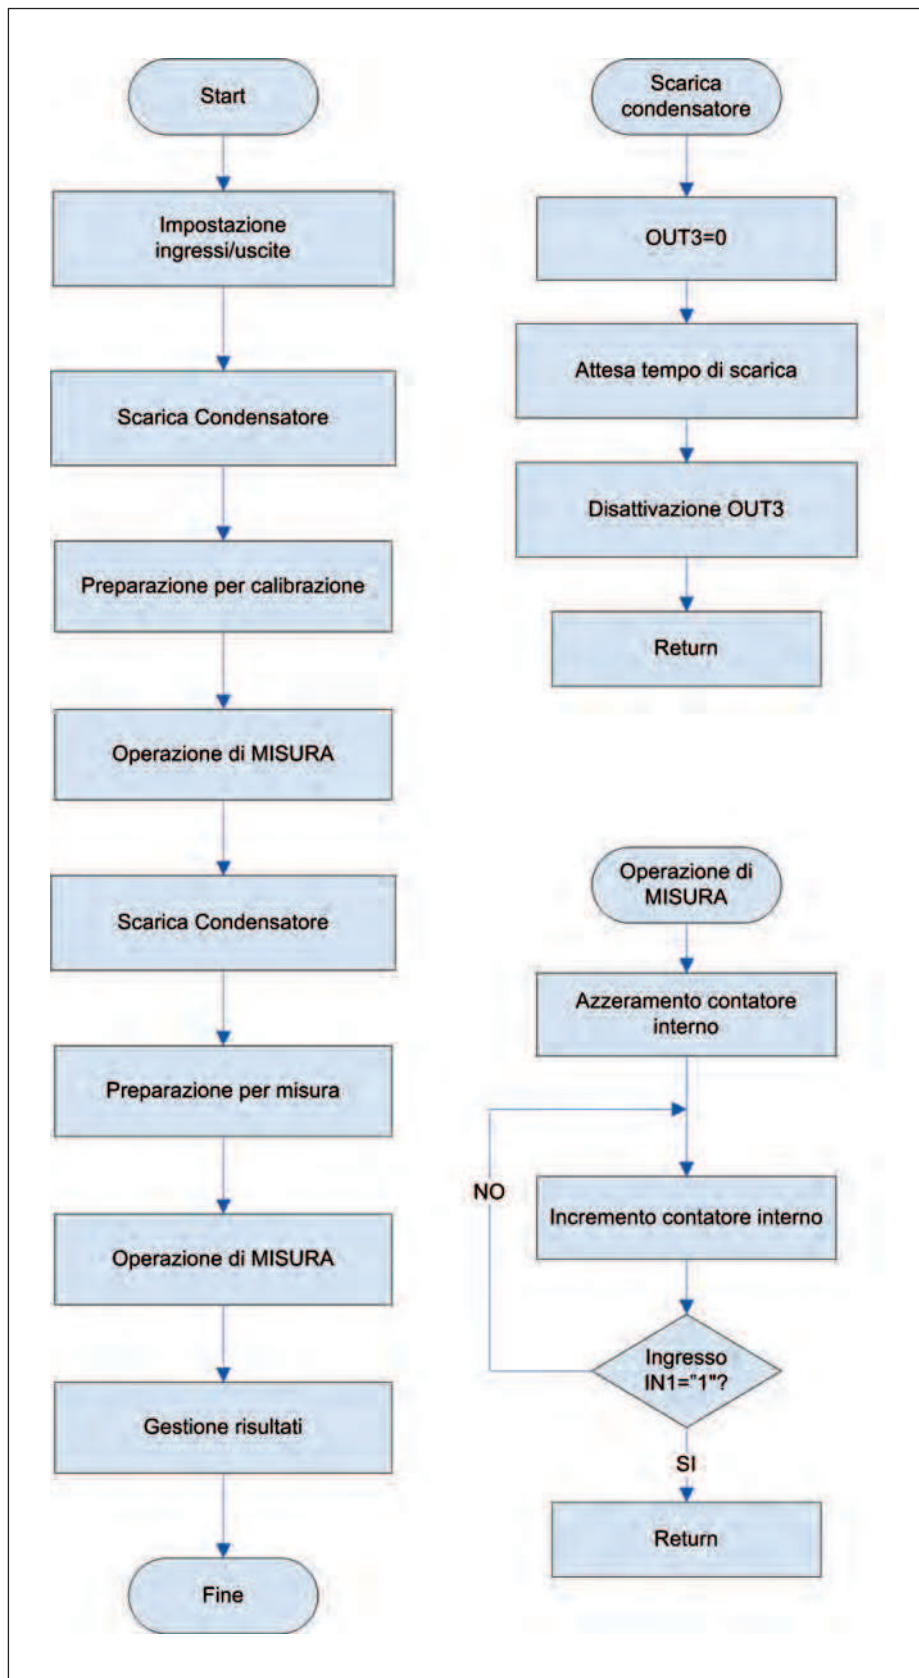 Start
Impostazione
ingressi/uscite
Scarica Condensatore
Preparazione per calibrazione
Operazione di MISURA
Scarica Condensatore
Preparazione per misura
Operazione di MISURA
Gestione risultati
Fine
Scarica
condensatore
OUT3=0
Attesa tempo di scarica
Disattivazione OUT3
Return
Operazione di
MISURA
Azzeramento contatore
interno
NO
Incremento contatore interno
Ingresso
IN1="1"?
SI
Return